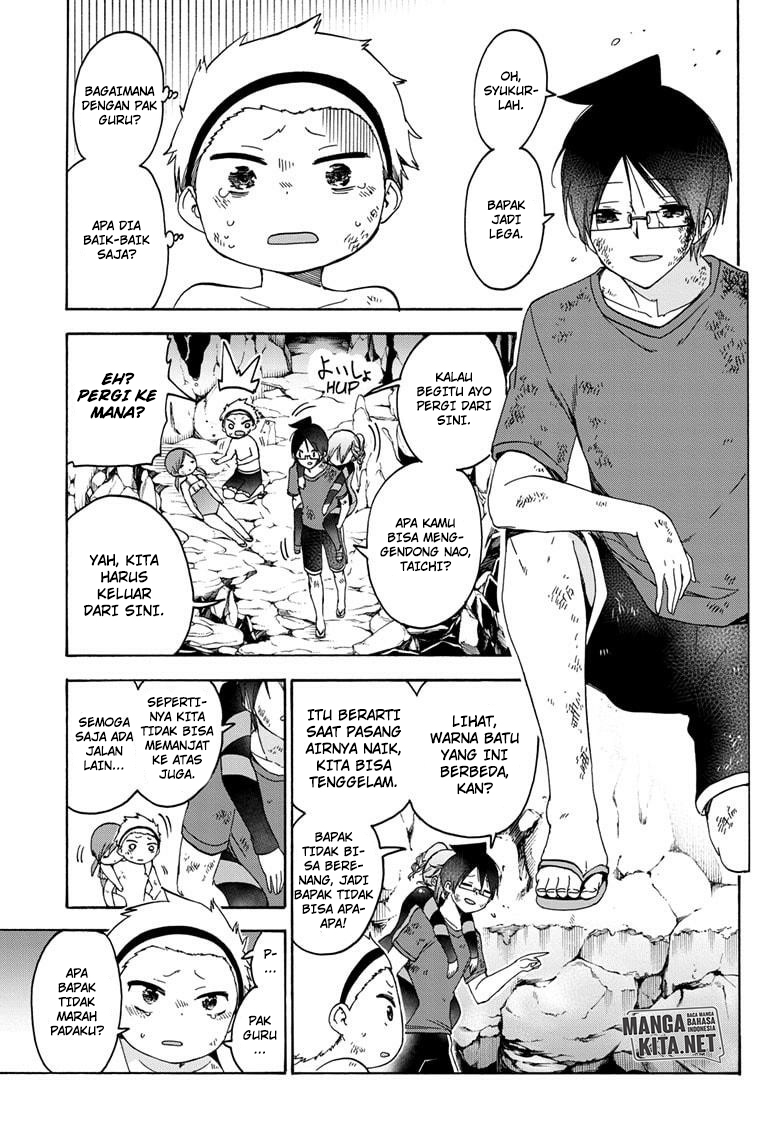 OH,
SYUKUR-
LAH.
BAPAK
JADI
LEGA.
BAGAIMANA
DENGAN PAK
GURU?
APA DIA
BAIK-BAIK
SAJA?
KALAU
BEGITU AYO
PERGI DARI
SINI.
APA KAMU
BISA MENG-
GENDONG NAO,
TAICHI?
よいしょ
HUP
EH?
PERGI KE
MANA?
YAH, KITA
HARUS
KELUAR
DARI SINI.
LIHAT,
WARNA BATU
YANG INI
BERBEDA,
KAN?
ITU BERARTI
SAAT PASANG
AIRNYA NAIK,
KITA BISA
TENGGELAM.
BAPAK
TIDAK BI-
SA BERE-
NANG, JADI
BAPAK TIDAK
BISA APA-
APA!
SEPERTI-
NYA KITA
TIDAK BISA
MEMANJAT
KE ATAS
JUGA.
SEMOGA
SAJA ADA
JALAN
LAIN...
P-
...
PAK
GURU
...
APA
BAPAK
TIDAK
MARAH
PADAKU?
MANGA
BACA MANGA
BAHASA
INDONESIA
KITA.NET